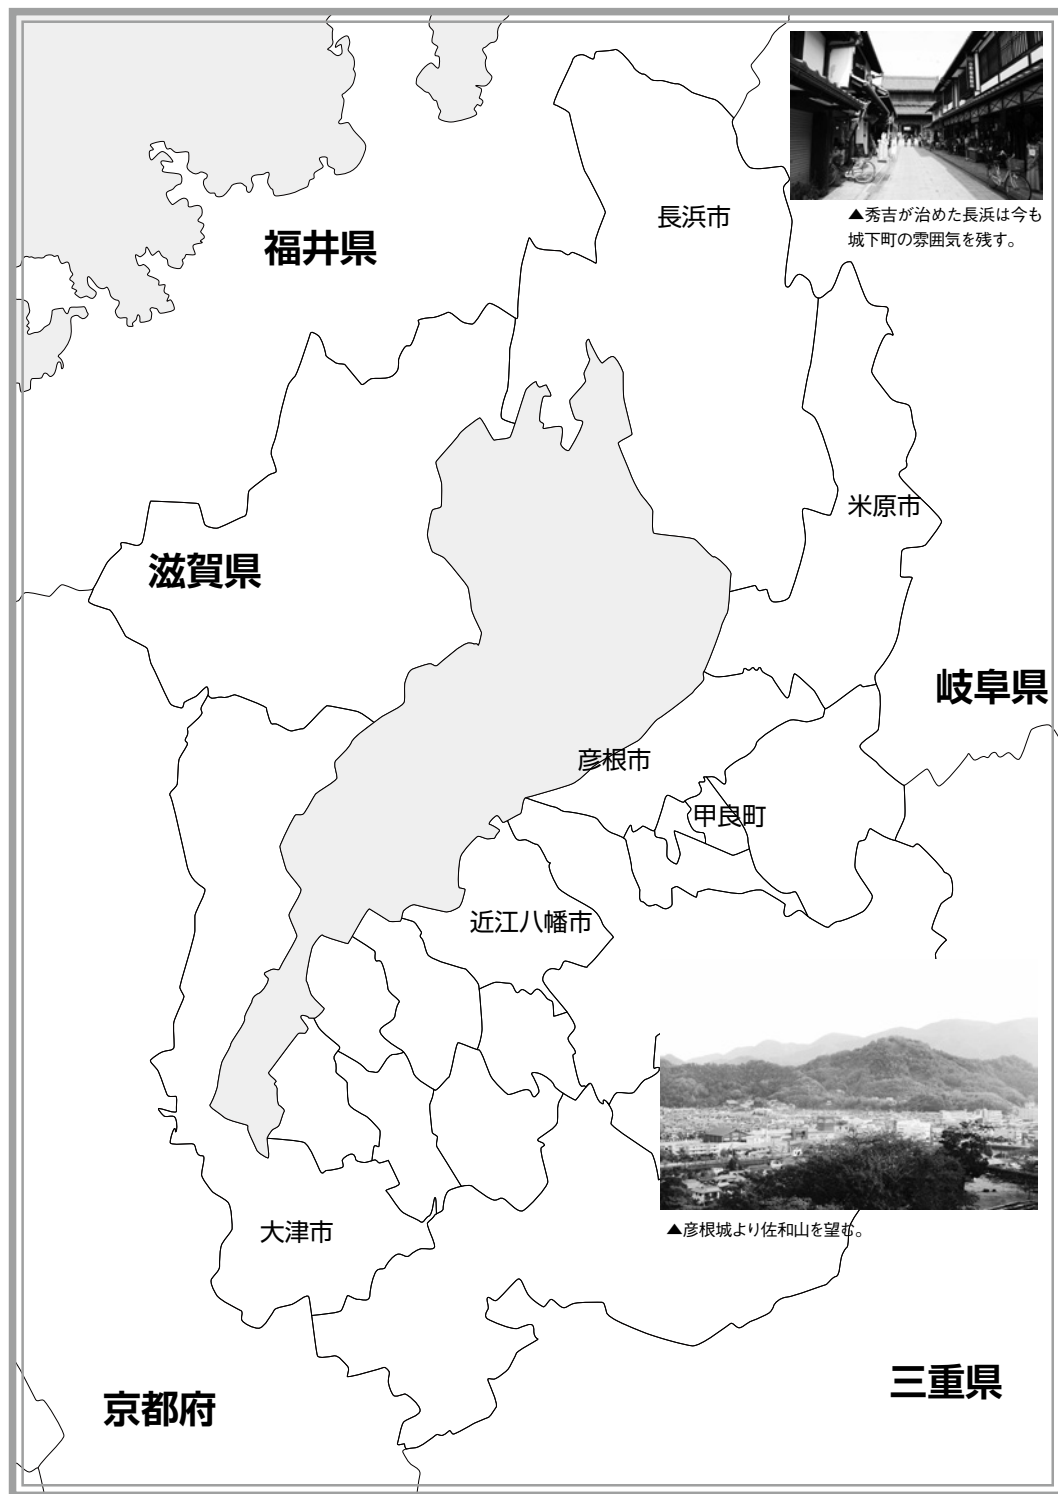 ▲秀吉が治めた長浜は今も
城下町の雰囲気を残す。
長浜市
福井県
米原市
滋賀県
岐阜県
彦根市
甲良町
近江八幡市
▲彦根城より佐和山を望む。
大津市
三重県
京都府